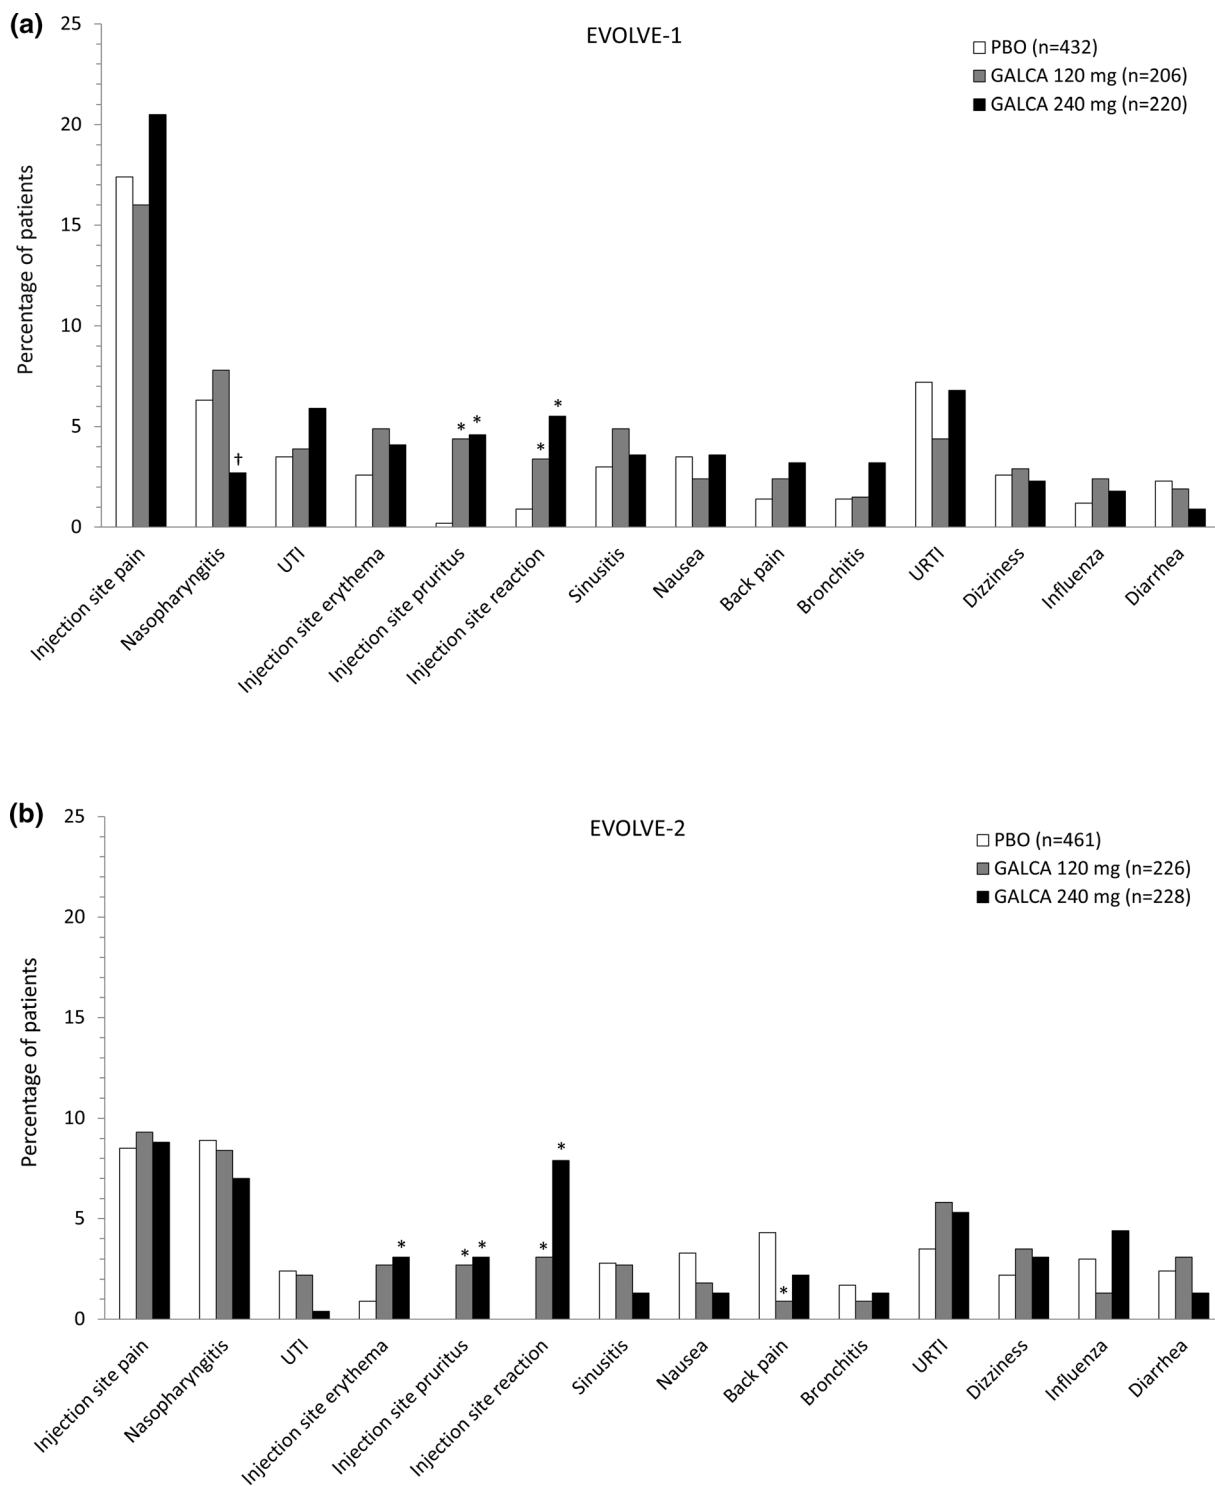 (a)
EVOLVE-1
PBO (n=432)
GALCA 120 mg (n=206)
GALCA 240 mg (n=220)
Percentage of patients
25
20
15
10
5
0
†
*
*
*
*
Injection site pain
Nasopharyngitis
UTI
Injection site erythema
Injection site pruritus
Injection site reaction
Sinusitis
Nausea
Back pain
Bronchitis
URTI
Dizziness
Influenza
Diarrhea
(b)
EVOLVE-2
PBO (n=461)
GALCA 120 mg (n=226)
GALCA 240 mg (n=228)
Percentage of patients
25
20
15
10
5
0
*
*
*
*
*
*
Injection site pain
Nasopharyngitis
UTI
Injection site erythema
Injection site pruritus
Injection site reaction
Sinusitis
Nausea
Back pain
Bronchitis
URTI
Dizziness
Influenza
Diarrhea